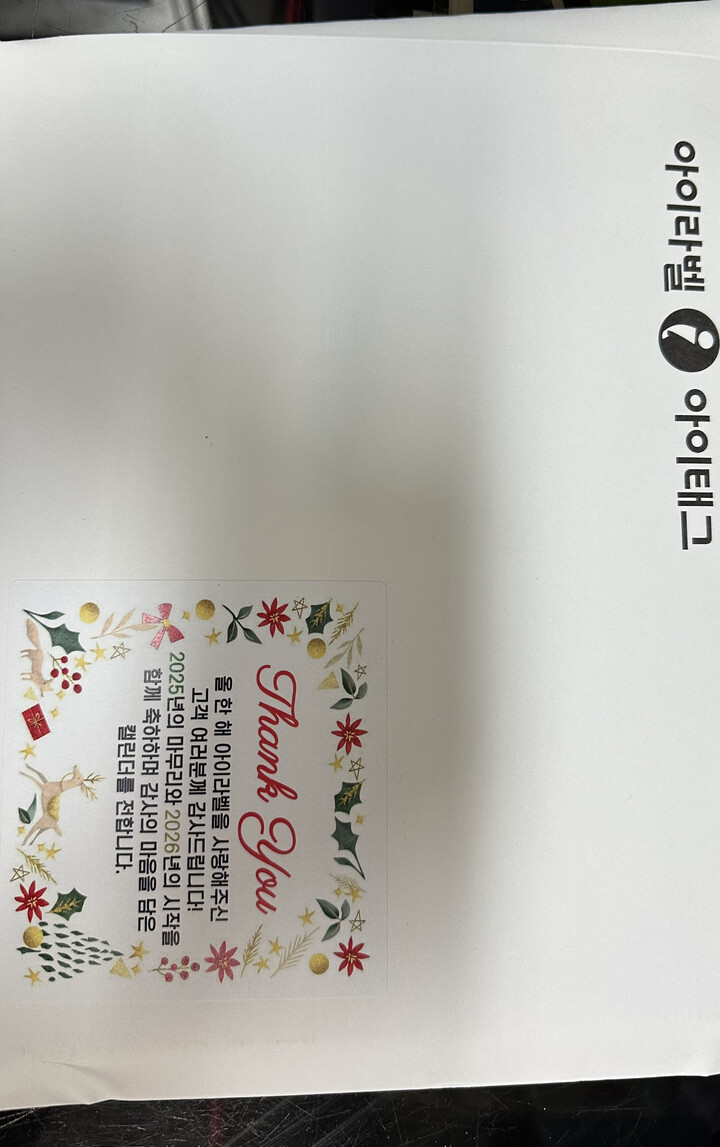 아이라벨 아이태그
Thank You
올 한 해 아이라벨을 사랑해주신
고객 여러분께 감사드립니다!
2025년의 마무리와 2026년의 시작을
함께 축하하며 감사의 마음을 담은
캘린더를 전합니다.